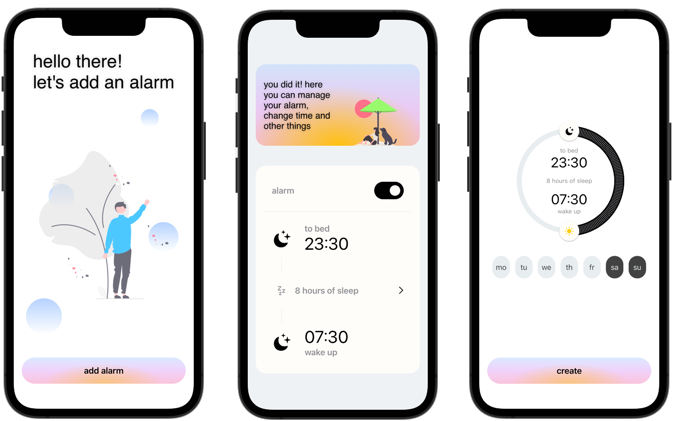 hello there!
let's add an alarm
add alarm
you did it! here
you can manage
your alarm,
change time and
other things
alarm
to bed
23:30
zzz
8 hours of sleep
07:30
wake up
to bed
23:30
8 hours of sleep
07:30
wake up
mo tu we th fr sa su
create